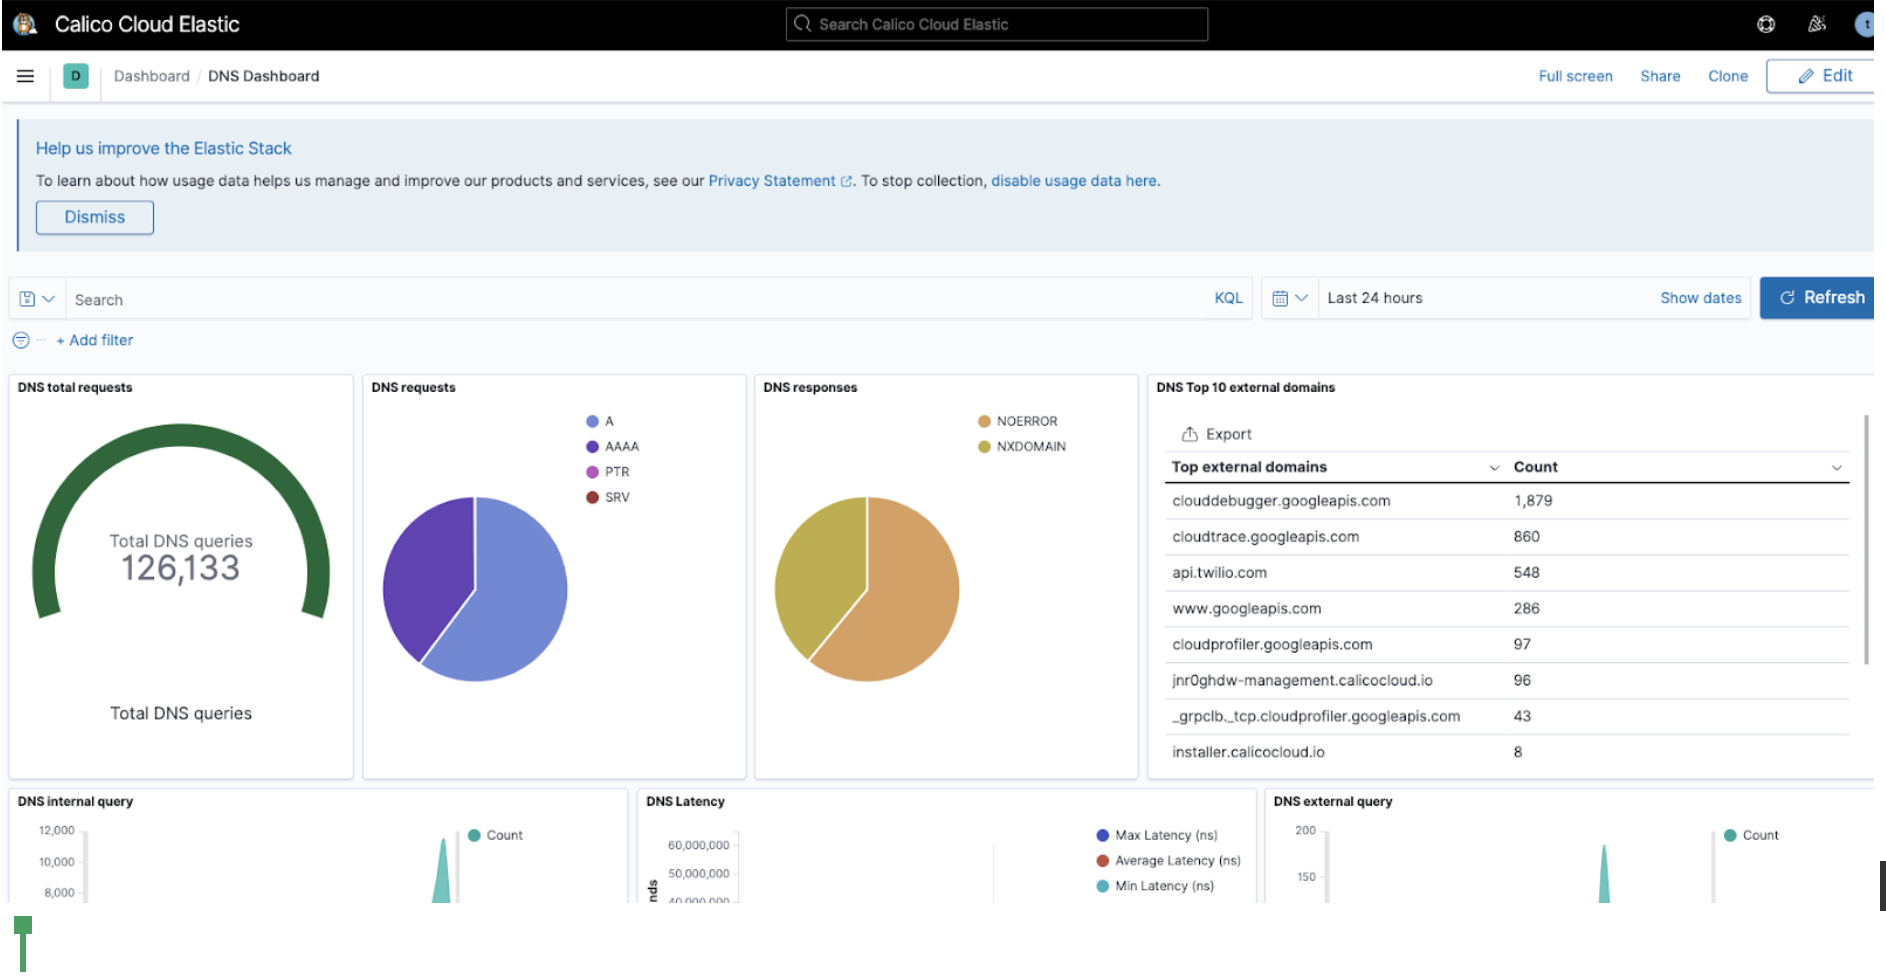 Calico Cloud Elastic
Search Calico Cloud Elastic
t
D
Dashboard / DNS Dashboard
Full screen
Share
Clone
Edit
Help us improve the Elastic Stack
To learn about how usage data helps us manage and improve our products and services, see our Privacy Statement. To stop collection, disable usage data here.
Dismiss
Search
KQL
Last 24 hours
Show dates
Refresh
+ Add filter
DNS total requests
Total DNS queries
126,133
Total DNS queries
DNS requests
A
AAAA
PTR
SRV
DNS responses
NOERROR
NXDOMAIN
DNS Top 10 external domains
Export
Top external domains Count
clouddebugger.googleapis.com 1,879
cloudtrace.googleapis.com 860
api.twilio.com 548
www.googleapis.com 286
cloudprofiler.googleapis.com 97
jnr0ghdw-management.calicocloud.io 96
_grpclb._tcp.cloudprofiler.googleapis.com 43
installer.calicocloud.io 8
DNS internal query
12,000
10,000
8,000
Count
DNS Latency
60,000,000
50,000,000
40,000,000
nds
Max Latency (ns)
Average Latency (ns)
Min Latency (ns)
DNS external query
200
150
Count